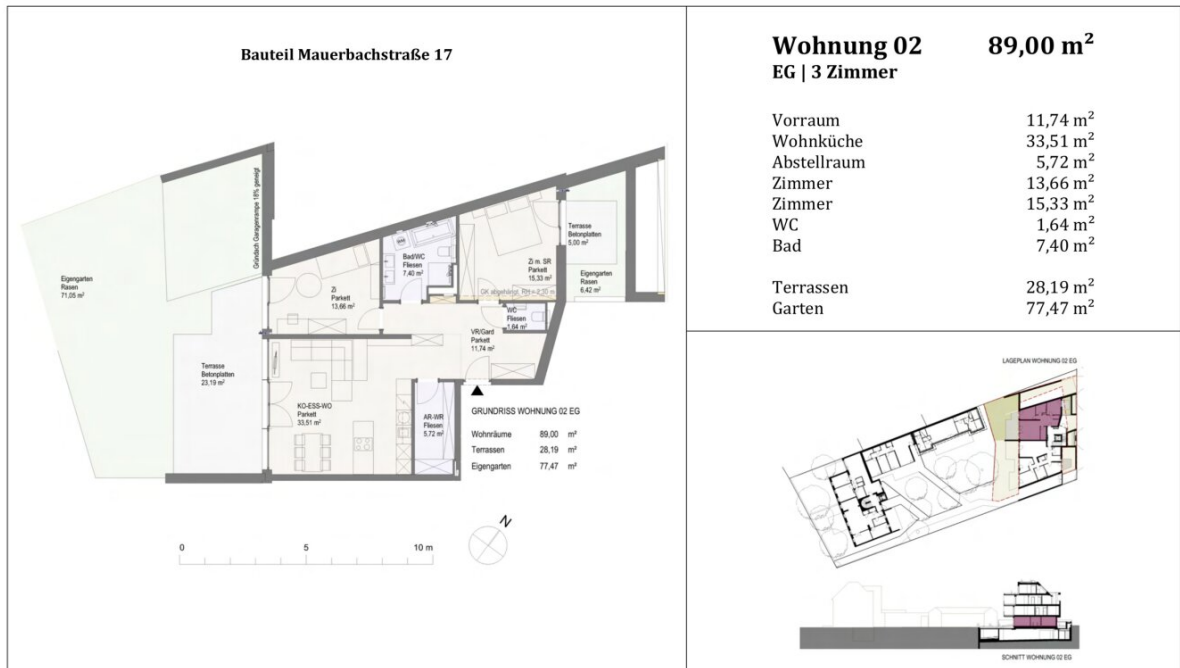 Bauteil Mauerbachstraße 17
Gründach Garagenrampe 18% geneigt
Eigengarten
Rasen
71,05 m²
Terrasse
Betonplatten
23,19 m²
Zi
Parkett
13,66 m²
Bad/WC
Fliesen
7,40 m²
Zi m. SR
Parkett
15,33 m²
Terrasse
Betonplatten
5,00 m²
Eigengarten
Rasen
6,42 m²
WC
Fliesen
1,64 m²
VR/Gard
Parkett
11,74 m²
KO-ESS-WO
Parkett
33,51 m²
AR-WR
Fliesen
5,72 m²
GRUNDRISS WOHNUNG 02 EG
Wohnräume 89,00 m²
Terrassen 28,19 m²
Eigengarten 77,47 m²
N
0 5 10 m
Wohnung 02 89,00 m²
EG | 3 Zimmer
Vorraum 11,74 m²
Wohnküche 33,51 m²
Abstellraum 5,72 m²
Zimmer 13,66 m²
Zimmer 15,33 m²
WC 1,64 m²
Bad 7,40 m²
Terrassen 28,19 m²
Garten 77,47 m²
LAGEPLAN WOHNUNG 02 EG
SCHNITT WOHNUNG 02 EG